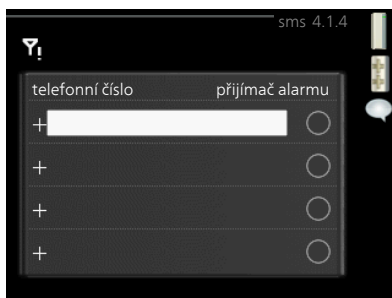 sms 4.1.4
telefonní číslo přijímač alarmu
+
+
+
+